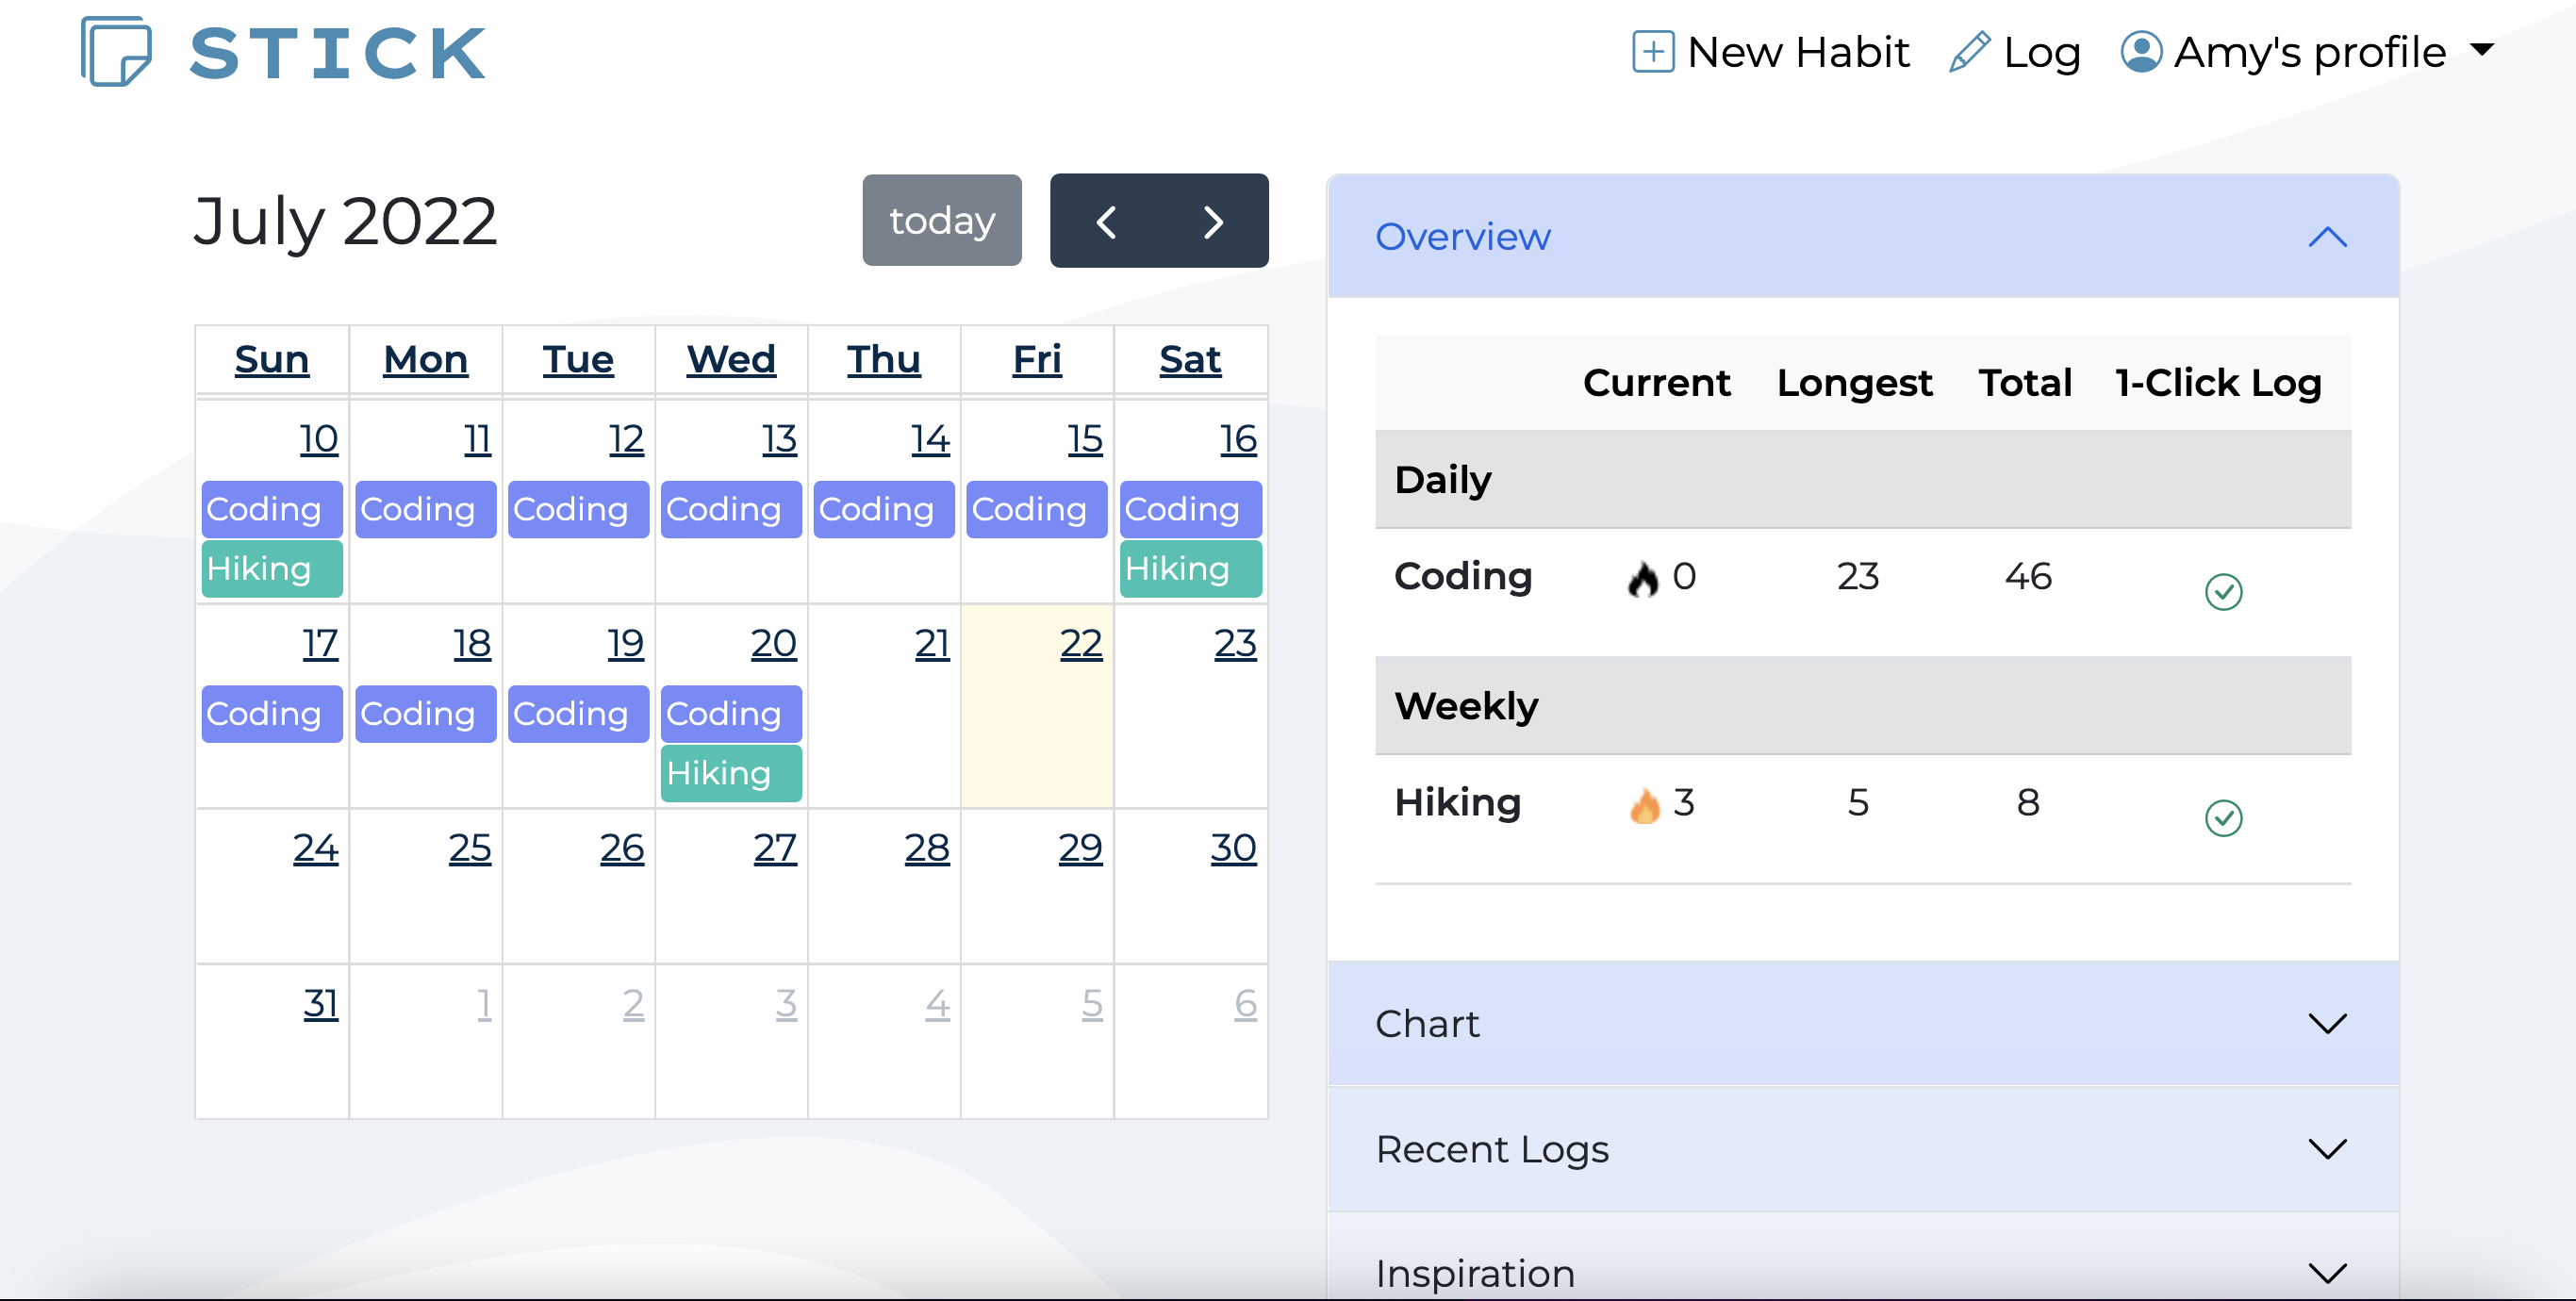 STICK
New Habit Log Amy's profile
July 2022
today
Sun Mon Tue Wed Thu Fri Sat
10 11 12 13 14 15 16
Coding Coding Coding Coding Coding Coding Coding
Hiking Hiking
17 18 19 20 21 22 23
Coding Coding Coding Coding
Hiking
24 25 26 27 28 29 30
31 1 2 3 4 5 6
Overview
Current Longest Total 1-Click Log
Daily
Coding 0 23 46
Weekly
Hiking 3 5 8
Chart
Recent Logs
Inspiration